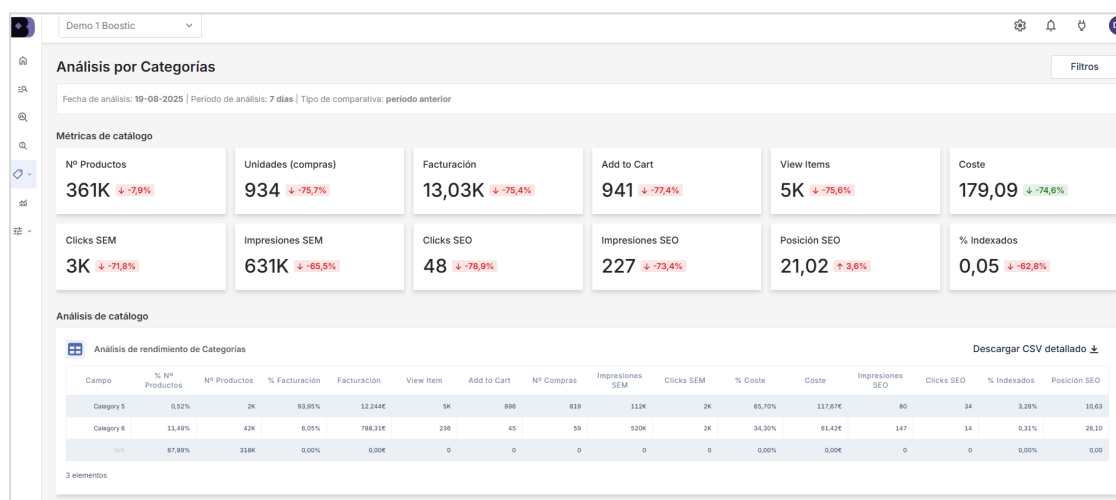 Demo 1 Boostic
Análisis por Categorías
Filtros
Fecha de análisis: 19-08-2025 | Periodo de análisis: 7 días | Tipo de comparativa: período anterior
Métricas de catálogo
Nº Productos
361K ↓ -7,9%
Unidades (compras)
934 ↓ -75,7%
Facturación
13,03K ↓ -75,4%
Add to Cart
941 ↓ -77,4%
View Items
5K ↓ -75,6%
Coste
179,09 ↓ -74,6%
Clicks SEM
3K ↓ -71,8%
Impresiones SEM
631K ↓ -65,5%
Clicks SEO
48 ↓ -78,9%
Impresiones SEO
227 ↓ -73,4%
Posición SEO
21,02 ↑ 3,6%
% Indexados
0,05 ↓ -62,8%
Análisis de catálogo
Análisis de rendimiento de Categorías
Descargar CSV detallado
Campo % Nº Productos Nº Productos % Facturación Facturación View Item Add to Cart Nº Compras Impresiones SEM Clicks SEM % Coste Coste Impresiones SEO Clicks SEO % Indexados Posición SEO
Category 5 0,52% 2K 93,95% 12.244€ 5K 896 819 112K 2K 65,70% 117,67€ 80 34 3,28% 10,63
Category 6 11,49% 42K 6,05% 788,31€ 236 45 59 520K 2K 34,30% 61,42€ 147 14 0,31% 26,10
N/A 87,99% 318K 0,00% 0,00€ 0 0 0 0 0 0,00% 0,00€ 0 0 0,00% 0,00
3 elementos